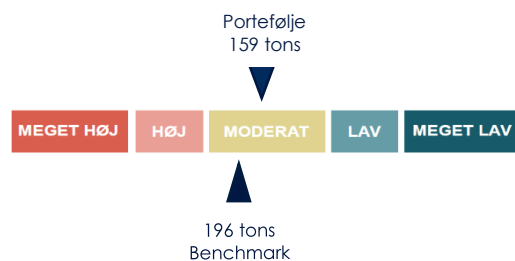 Portefølje
159 tons
MEGET HØJ HØJ MODERAT LAV MEGET LAV
196 tons
Benchmark